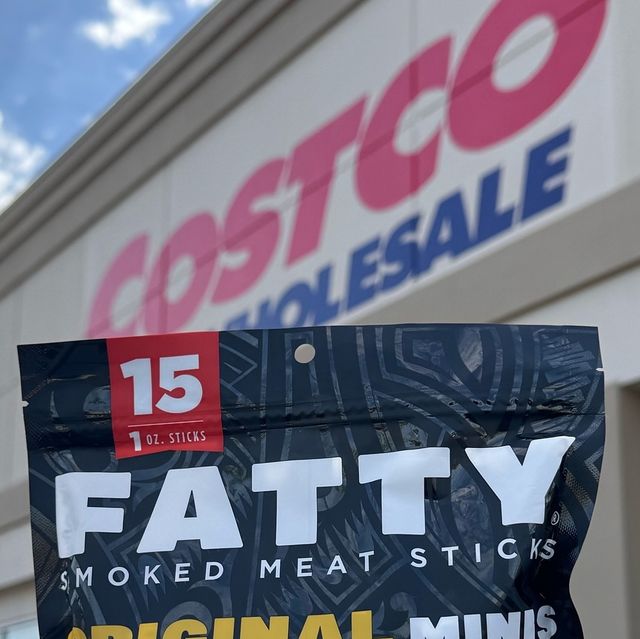 COSTCO
WHOLESALE
15
1 OZ. STICKS
FATTY®
SMOKED MEAT STICKS
ORIGINAL MINIS